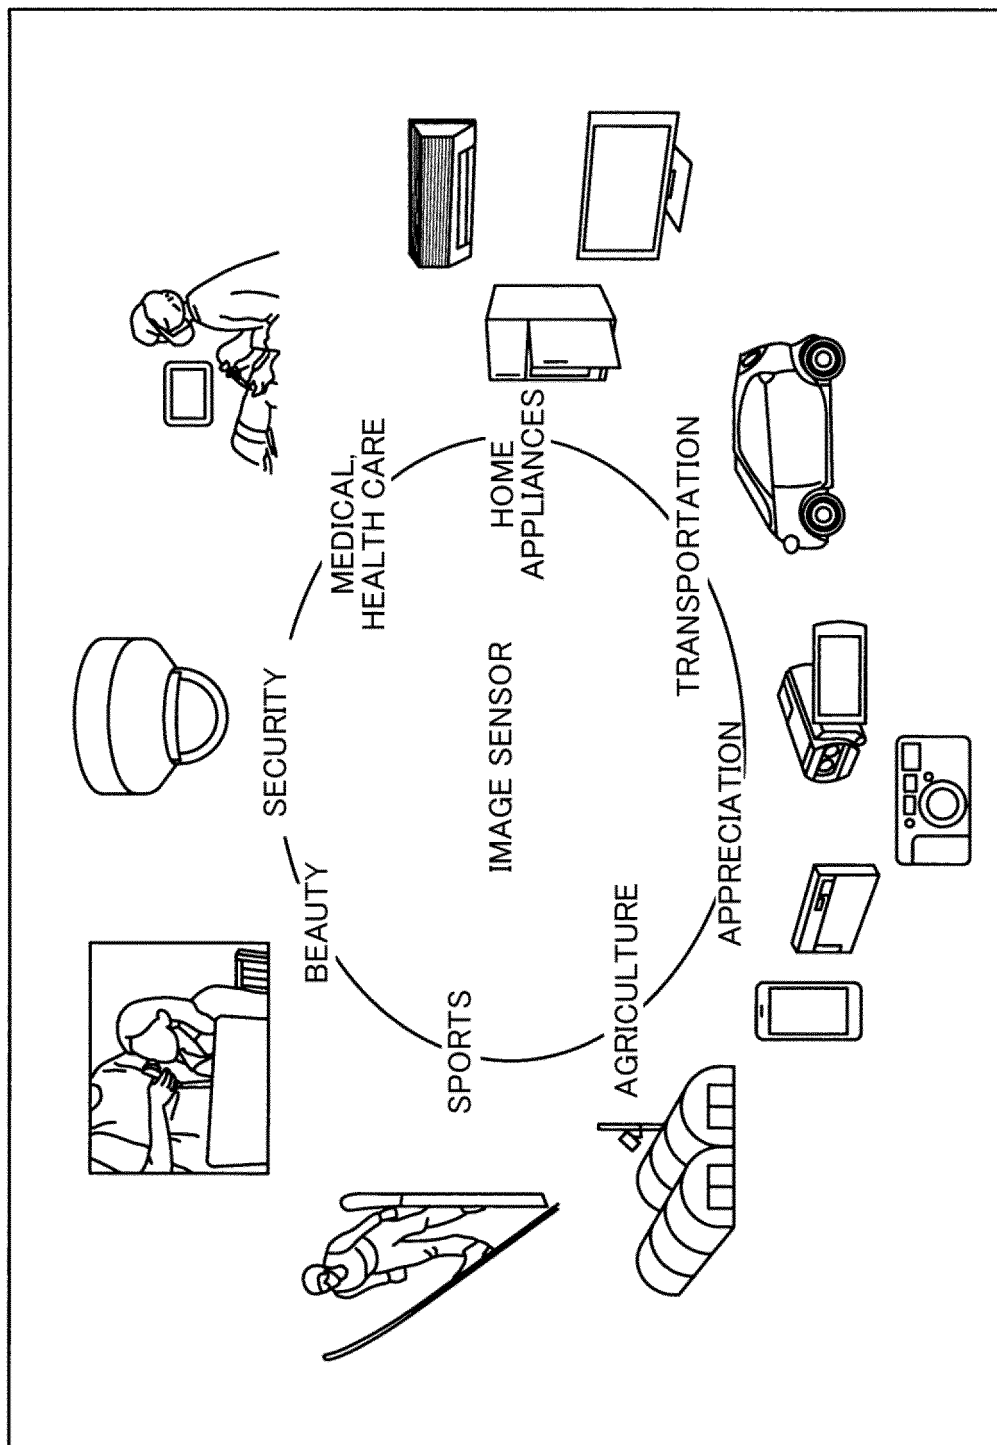 SECURITY
MEDICAL,
HEALTH CARE
BEAUTY
SPORTS
IMAGE SENSOR
HOME
APPLIANCES
AGRICULTURE
TRANSPORTATION
APPRECIATION